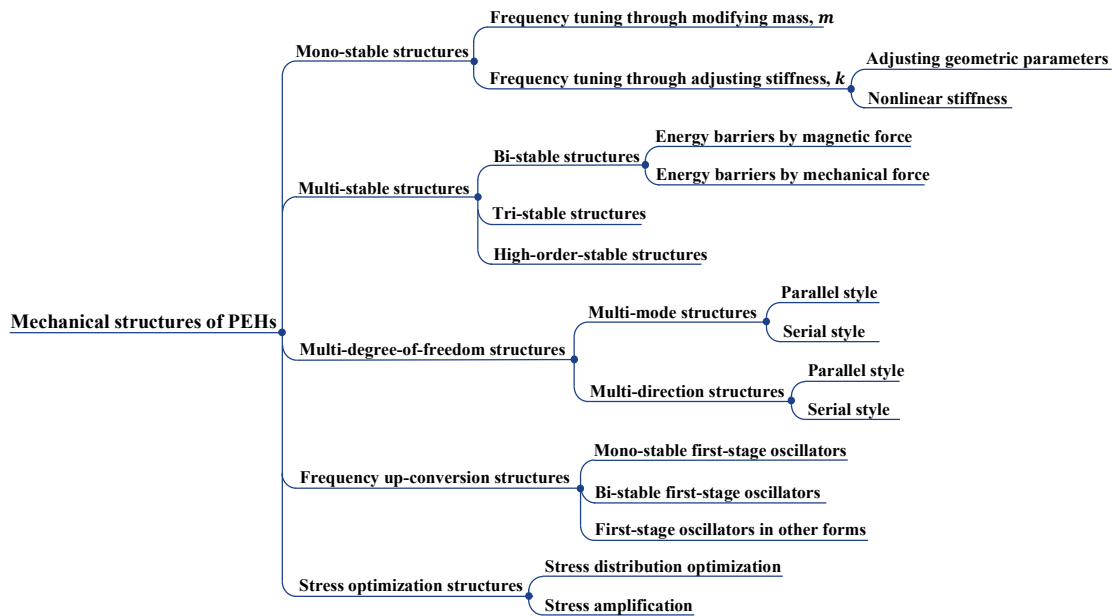 Mechanical structures of PEHs
Mono-stable structures
Frequency tuning through modifying mass, m
Frequency tuning through adjusting stiffness, k
Adjusting geometric parameters
Nonlinear stiffness
Multi-stable structures
Bi-stable structures
Energy barriers by magnetic force
Energy barriers by mechanical force
Tri-stable structures
High-order-stable structures
Multi-degree-of-freedom structures
Multi-mode structures
Parallel style
Serial style
Multi-direction structures
Parallel style
Serial style
Frequency up-conversion structures
Mono-stable first-stage oscillators
Bi-stable first-stage oscillators
First-stage oscillators in other forms
Stress optimization structures
Stress distribution optimization
Stress amplification